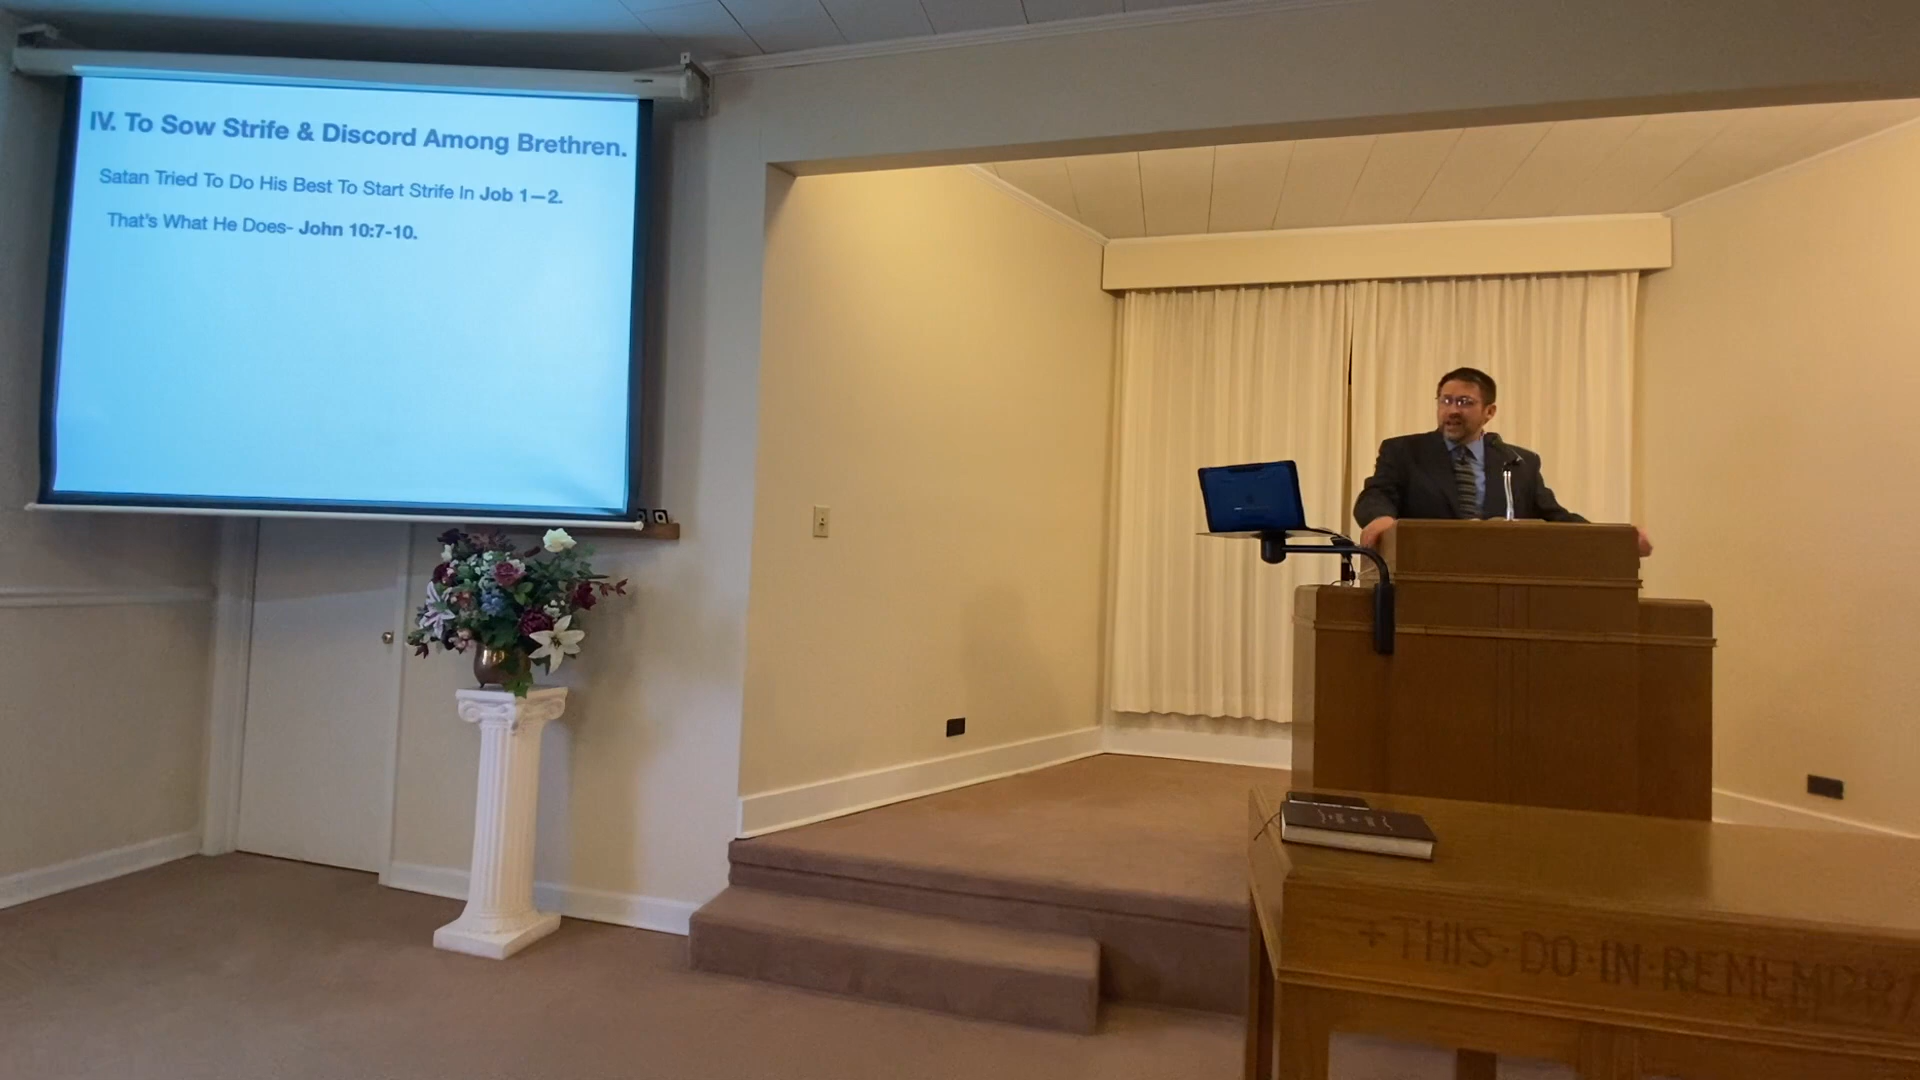 IV. To Sow Strife & Discord Among Brethren.
Satan Tried To Do His Best To Start Strife In Job 1—2.
That's What He Does- John 10:7-10.
+THIS·DO·IN·REMEMBR